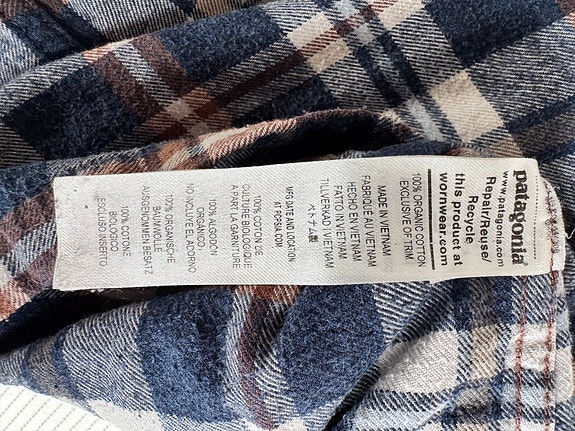 patagonia®
www.patagonia.com
Repair/Reuse/
Recycle
this product at
wornwear.com
100% ORGANIC COTTON
EXCLUSIVE OF TRIM
MADE IN VIETNAM
FABRIQUÉ AU VIETNAM
HECHO EN VIETNAM
FATTO IN VIETNAM
TILLVERKAD I VIETNAM
ベトナム製
MFG DATE AND LOCATION
AT PCPSIA.COM
100% COTON DE
CULTURE BIOLOGIQUE
À PART LA GARNITURE
100% ALGODÓN
ORGÁNICO
NO INCLUYE EL ADORNO
100% ORGANISCHE
BAUMWOLLE
AUSGENOMMEN BESATZ
100% COTONE
BIOLOGICO
ESCLUSO INSERTO